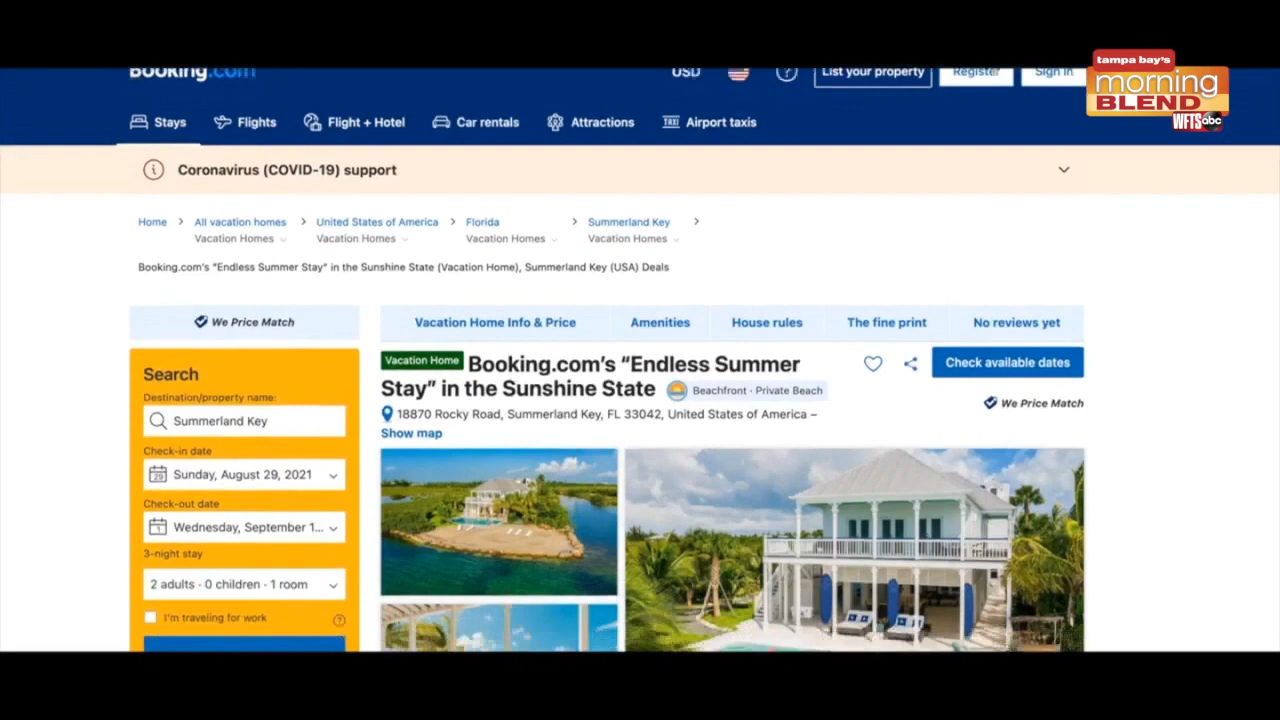 tampa bay's
morning
BLEND
WFTS abc
Booking.com
USD
?
List your property
Register
Sign in
Stays
Flights
Flight + Hotel
Car rentals
Attractions
TAXI
Airport taxis
Coronavirus (COVID-19) support
Home
All vacation homes
United States of America
Florida
Summerland Key
Vacation Homes
Vacation Homes
Vacation Homes
Vacation Homes
Booking.com's "Endless Summer Stay" in the Sunshine State (Vacation Home), Summerland Key (USA) Deals
We Price Match
Vacation Home Info & Price
Amenities
House rules
The fine print
No reviews yet
Search
Destination/property name:
Summerland Key
Check-in date
29
Sunday, August 29, 2021
Check-out date
1
Wednesday, September 1...
3-night stay
2 adults · 0 children · 1 room
I'm traveling for work
?
Vacation Home
Booking.com's “Endless Summer
Stay” in the Sunshine State
Beachfront · Private Beach
Check available dates
18870 Rocky Road, Summerland Key, FL 33042, United States of America –
Show map
We Price Match